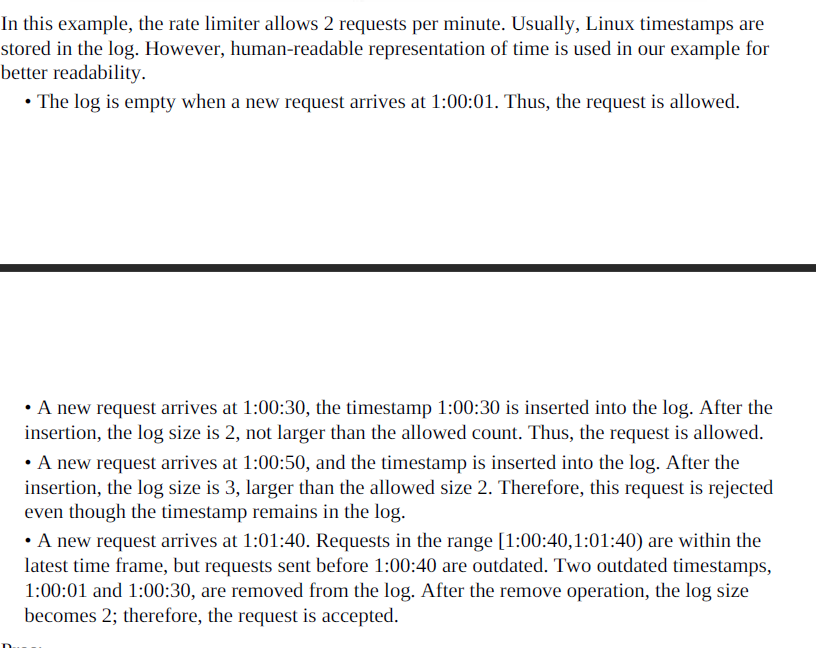 In this example, the rate limiter allows 2 requests per minute. Usually, Linux timestamps are
stored in the log. However, human-readable representation of time is used in our example for
better readability.
• The log is empty when a new request arrives at 1:00:01. Thus, the request is allowed.
• A new request arrives at 1:00:30, the timestamp 1:00:30 is inserted into the log. After the
insertion, the log size is 2, not larger than the allowed count. Thus, the request is allowed.
• A new request arrives at 1:00:50, and the timestamp is inserted into the log. After the
insertion, the log size is 3, larger than the allowed size 2. Therefore, this request is rejected
even though the timestamp remains in the log.
• A new request arrives at 1:01:40. Requests in the range [1:00:40,1:01:40) are within the
latest time frame, but requests sent before 1:00:40 are outdated. Two outdated timestamps,
1:00:01 and 1:00:30, are removed from the log. After the remove operation, the log size
becomes 2; therefore, the request is accepted.